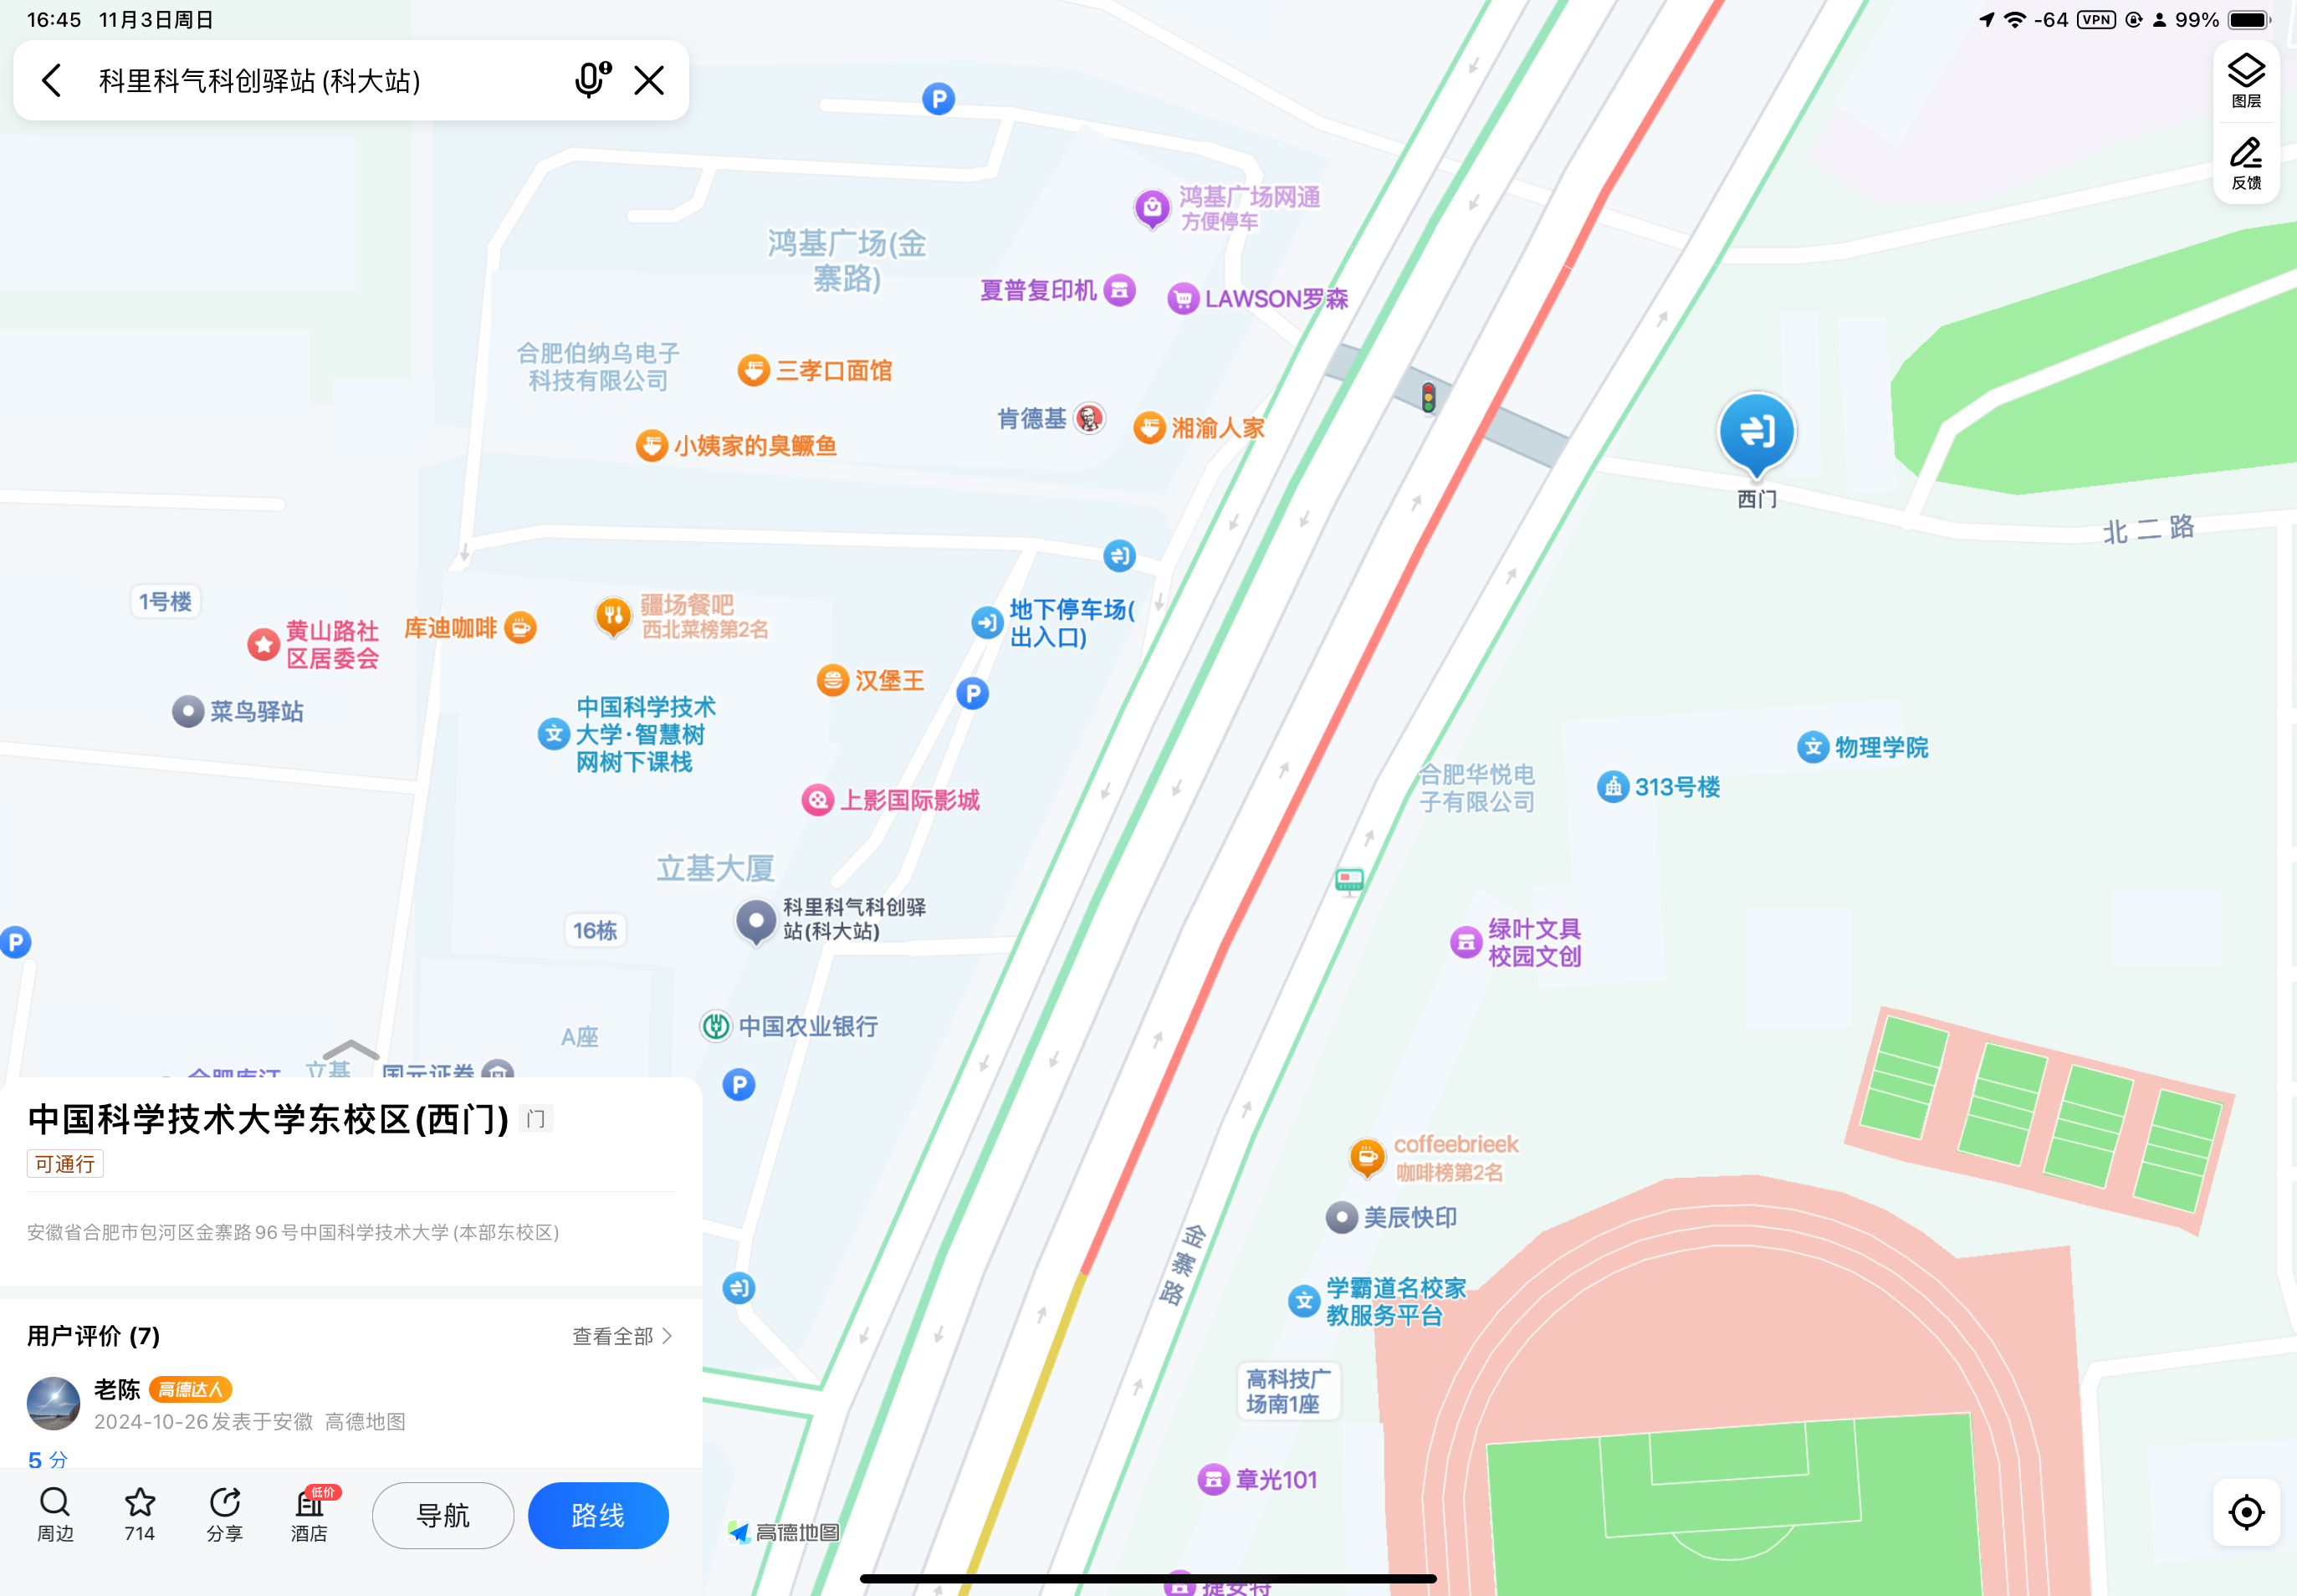 16:45 11月3日周日
-64 VPN 99%
科里科气科创驿站(科大站)
图层
反馈
P
鸿基广场网通
方便停车
鸿基广场(金
寨路)
夏普复印机
LAWSON罗森
合肥伯纳乌电子
科技有限公司
三孝口面馆
肯德基
湘渝人家
小姨家的臭鳜鱼
西门
北二路
1号楼
黄山路社
区居委会
库迪咖啡
疆场餐吧
西北菜榜第2名
地下停车场(
出入口)
汉堡王
P
菜鸟驿站
文
中国科学技术
大学·智慧树
网树下课栈
文
物理学院
合肥华悦电
子有限公司
313号楼
上影国际影城
立基大厦
科里科气科创驿
站(科大站)
16栋
P
绿叶文具
校园文创
中国农业银行
A座
立基
国元证券
P
中国科学技术大学东校区(西门) 门
可通行
安徽省合肥市包河区金寨路96号中国科学技术大学(本部东校区)
coffeebrieek
咖啡榜第2名
美辰快印
金寨路
文
学霸道名校家
教服务平台
用户评价 (7)
查看全部
老陈 高德达人
2024-10-26发表于安徽 高德地图
5 分
高科技广
场南1座
章光101
周边
714
分享
低价
酒店
导航
路线
高德地图
捷安特